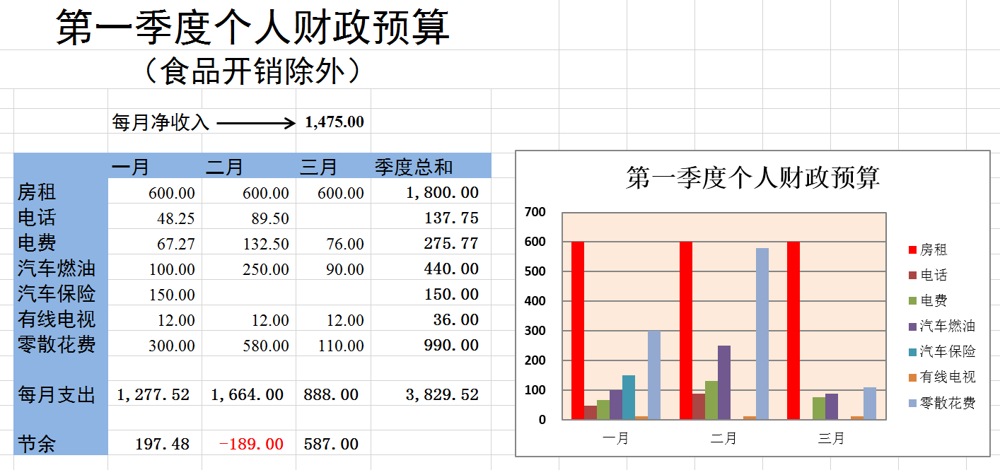 第一季度个人财政预算
（食品开销除外）
每月净收入 1,475.00
一月 二月 三月 季度总和
房租 600.00 600.00 600.00 1,800.00
电话 48.25 89.50 137.75
电费 67.27 132.50 76.00 275.77
汽车燃油 100.00 250.00 90.00 440.00
汽车保险 150.00 150.00
有线电视 12.00 12.00 12.00 36.00
零散花费 300.00 580.00 110.00 990.00
每月支出 1,277.52 1,664.00 888.00 3,829.52
节余 197.48 -189.00 587.00
第一季度个人财政预算
700
600
500
400
300
200
100
0
一月 二月 三月
房租
电话
电费
汽车燃油
汽车保险
有线电视
零散花费